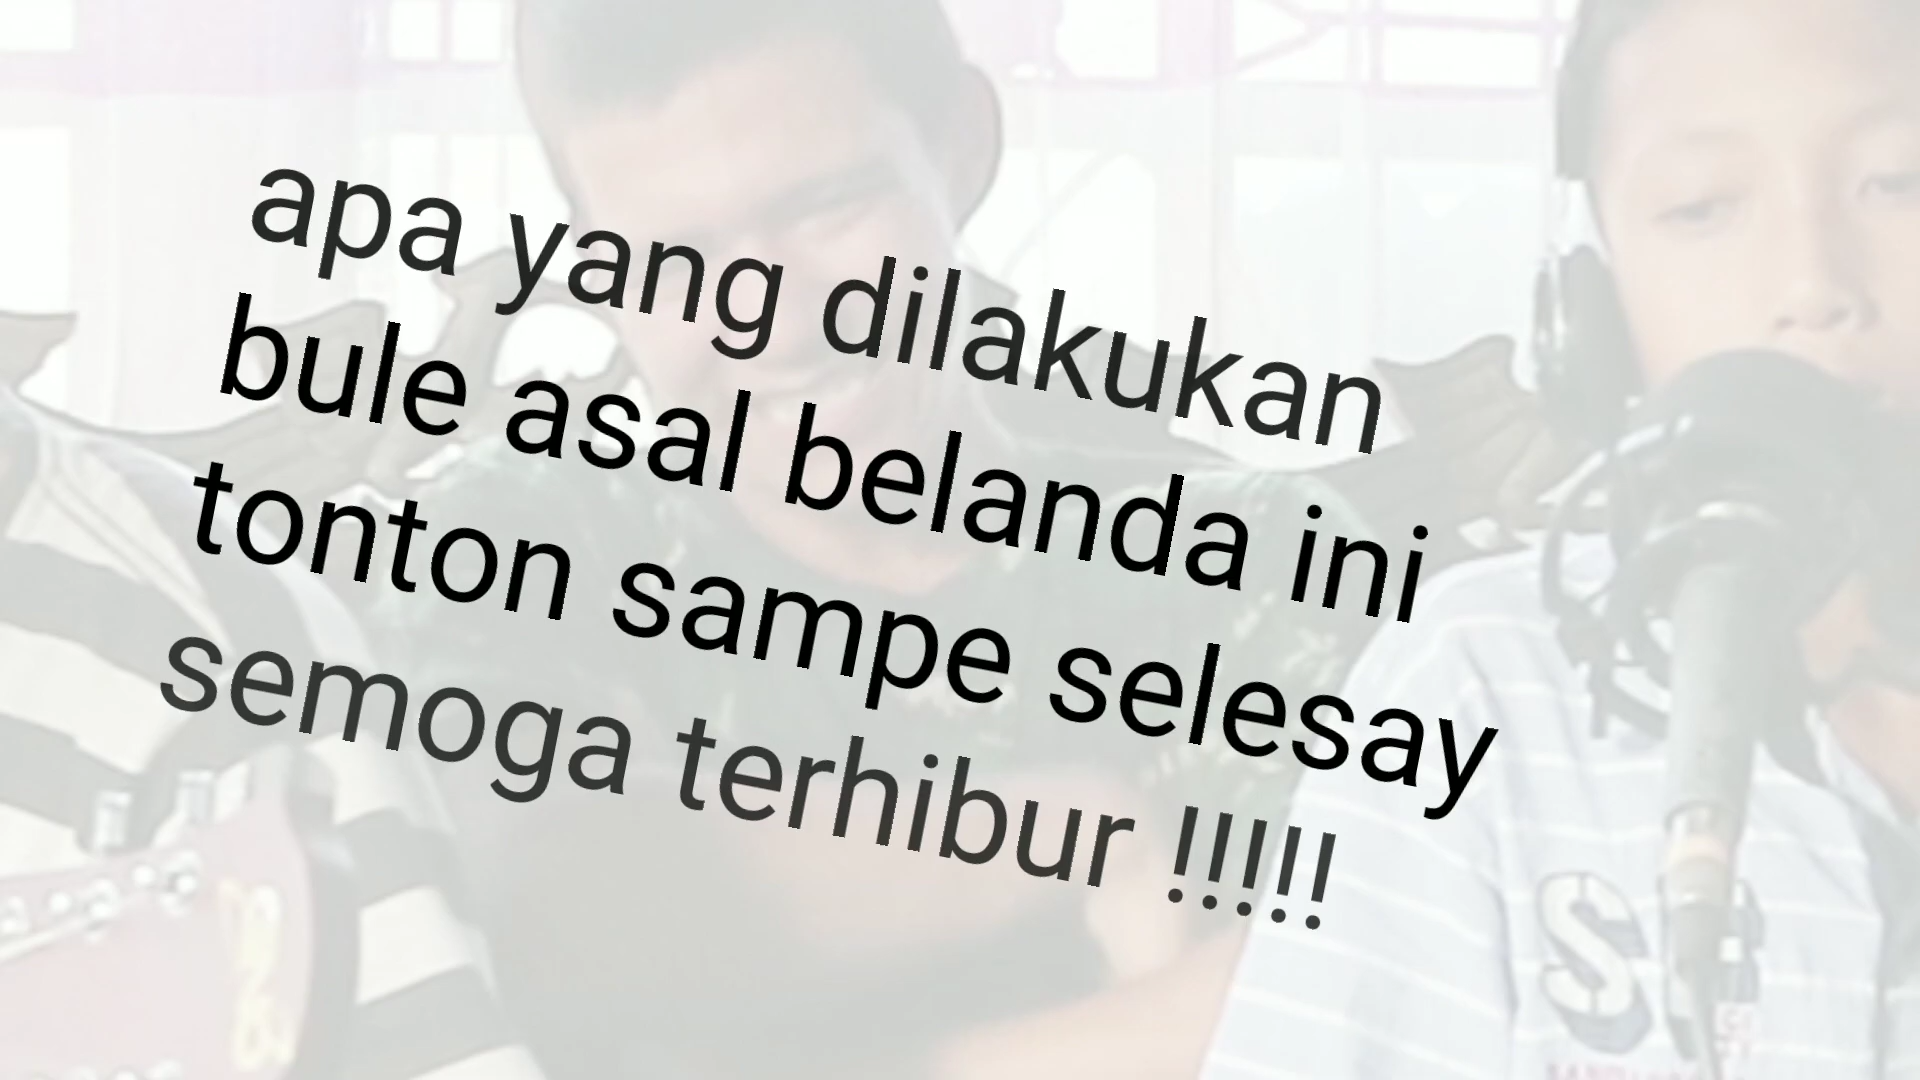 apa yang dilakukan
bule asal belanda ini
tonton sampe selesay
semoga terhibur !!!!!
S